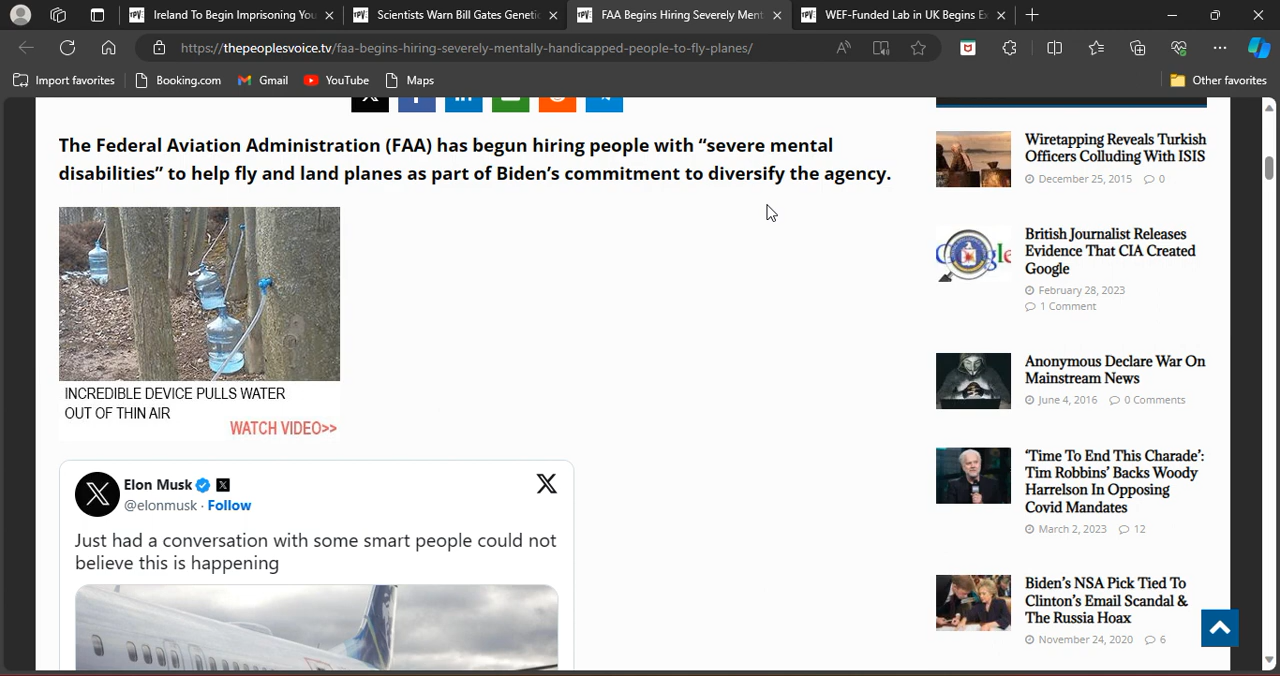 Ireland To Begin Imprisoning You
Scientists Warn Bill Gates Geneti
FAA Begins Hiring Severely Ment
WEF-Funded Lab in UK Begins E
https://thepeoplesvoice.tv/faa-begins-hiring-severely-mentally-handicapped-people-to-fly-planes/
Import favorites
Booking.com
Gmail
YouTube
Maps
Other favorites
The Federal Aviation Administration (FAA) has begun hiring people with “severe mental
disabilities” to help fly and land planes as part of Biden’s commitment to diversify the agency.
INCREDIBLE DEVICE PULLS WATER
OUT OF THIN AIR
WATCH VIDEO>>
Elon Musk
@elonmusk · Follow
Just had a conversation with some smart people could not
believe this is happening
Wiretapping Reveals Turkish
Officers Colluding With ISIS
December 25, 2015 0
British Journalist Releases
Evidence That CIA Created
Google
February 28, 2023
1 Comment
Anonymous Declare War On
Mainstream News
June 4, 2016 0 Comments
‘Time To End This Charade’:
Tim Robbins’ Backs Woody
Harrelson In Opposing
Covid Mandates
March 2, 2023 12
Biden’s NSA Pick Tied To
Clinton’s Email Scandal &
The Russia Hoax
November 24, 2020 6